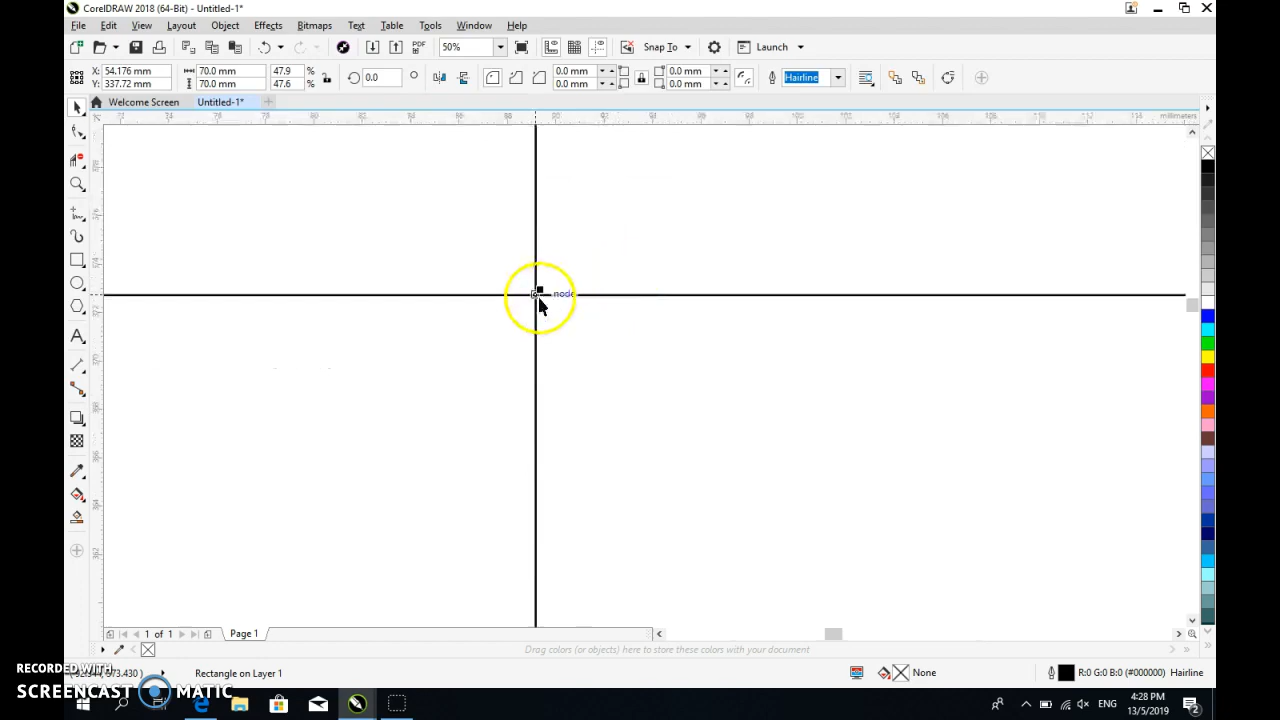 CorelDRAW 2018 (64-Bit) - Untitled-1*
File Edit View Layout Object Effects Bitmaps Text Table Tools Window Help
PDF 50% Snap To Launch
X: 54.176 mm 70.0 mm 47.9 % 0.0 ° 0.0 mm 0.0 mm Hairline
Y: 337.72 mm 70.0 mm 47.6 % 0.0 mm 0.0 mm
Welcome Screen Untitled-1*
millimeters
node
1 of 1 Page 1
Drag colors (or objects) here to store these colors with your document
Rectangle on Layer 1 None R:0 G:0 B:0 (#000000) Hairline
RECORDED WITH
SCREENCAST MATIC
ENG
4:28 PM
13/5/2019
2